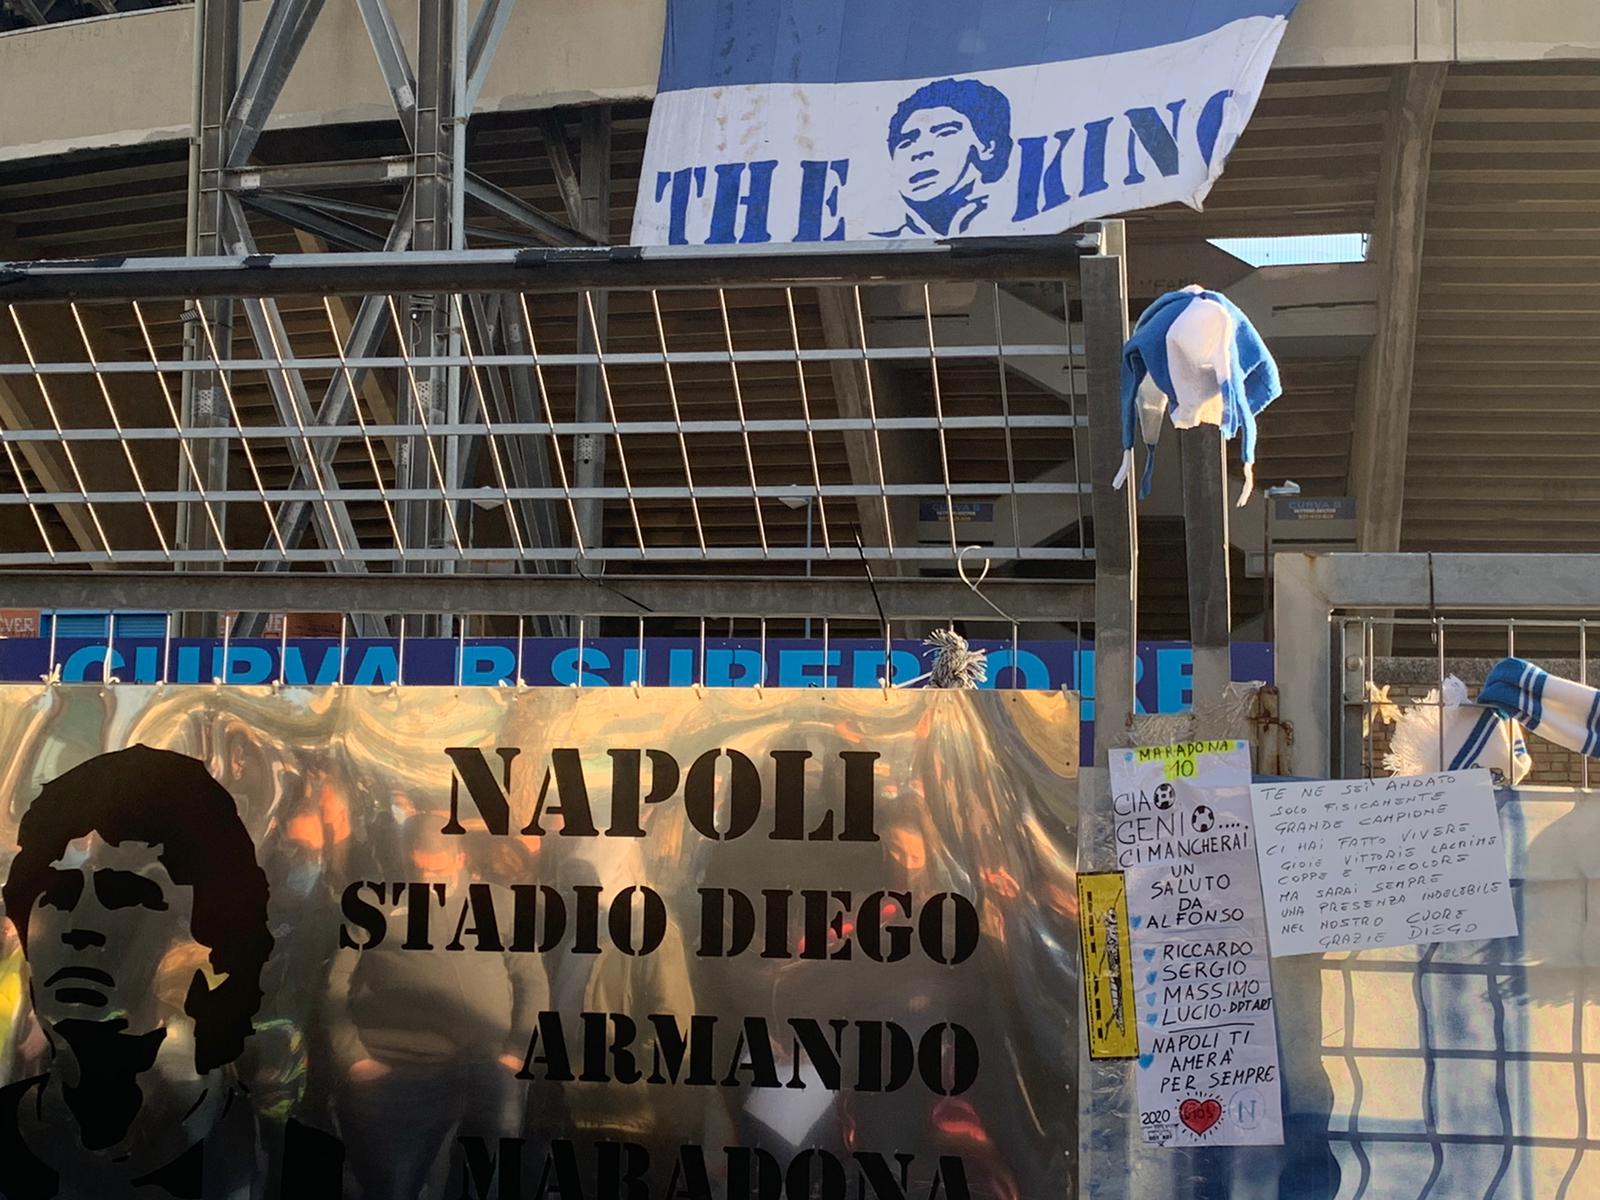 THE KING
CURVA B
CURVA B
CURVA B SUPERIORE
NAPOLI
STADIO DIEGO
ARMANDO
MARADONA
MARADONA
10
CIAO
GENIO....
CI MANCHERAI
UN
SALUTO
DA
ALFONSO
RICCARDO
SERGIO
MASSIMO
LUCIO-DDT ART
NAPOLI TI
AMERA'
PER SEMPRE
2020
N
TE NE SEI ANDATO
SOLO FISICAMENTE
GRANDE CAMPIONE
CI HAI FATTO VIVERE
GIOIE VITTORIE LACRIME
COPPE E TRICOLORE
MA SARAI SEMPRE
UNA PRESENZA INDELEBILE
NEL NOSTRO CUORE
GRAZIE DIEGO